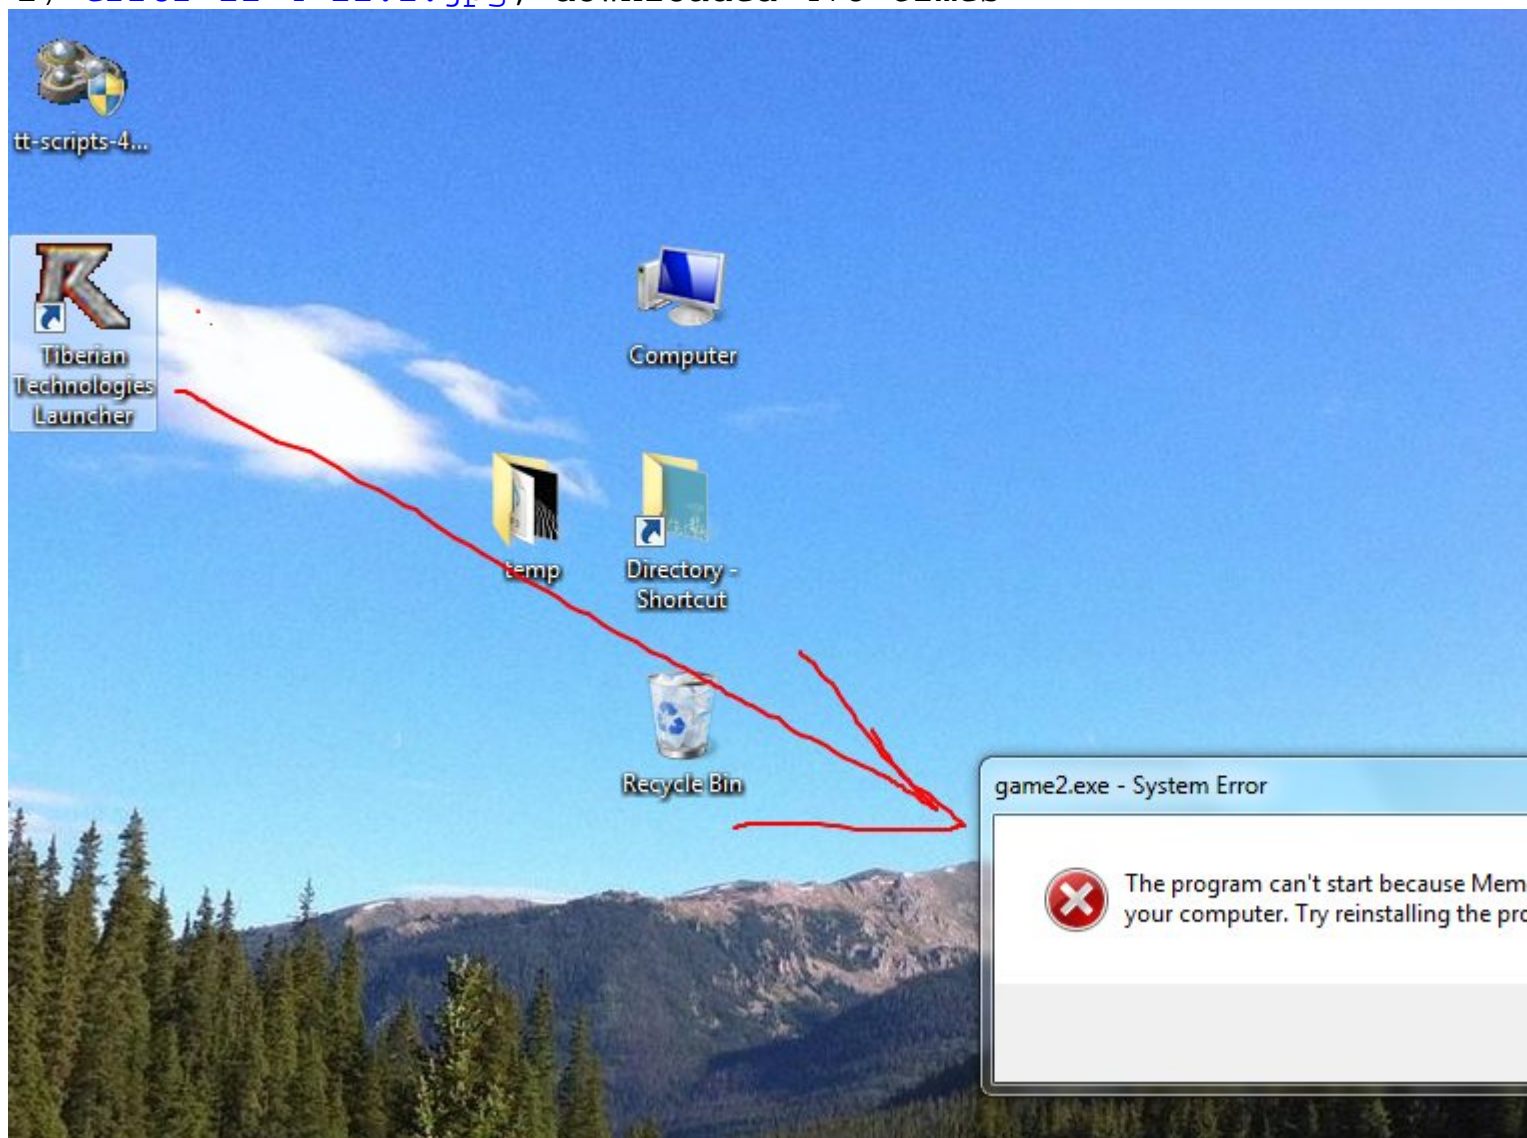 tt-scripts-4...
Tiberian
Technologies
Launcher
Computer
temp
Directory -
Shortcut
Recycle Bin
game2.exe - System Error
The program can't start because Mem
your computer. Try reinstalling the pro